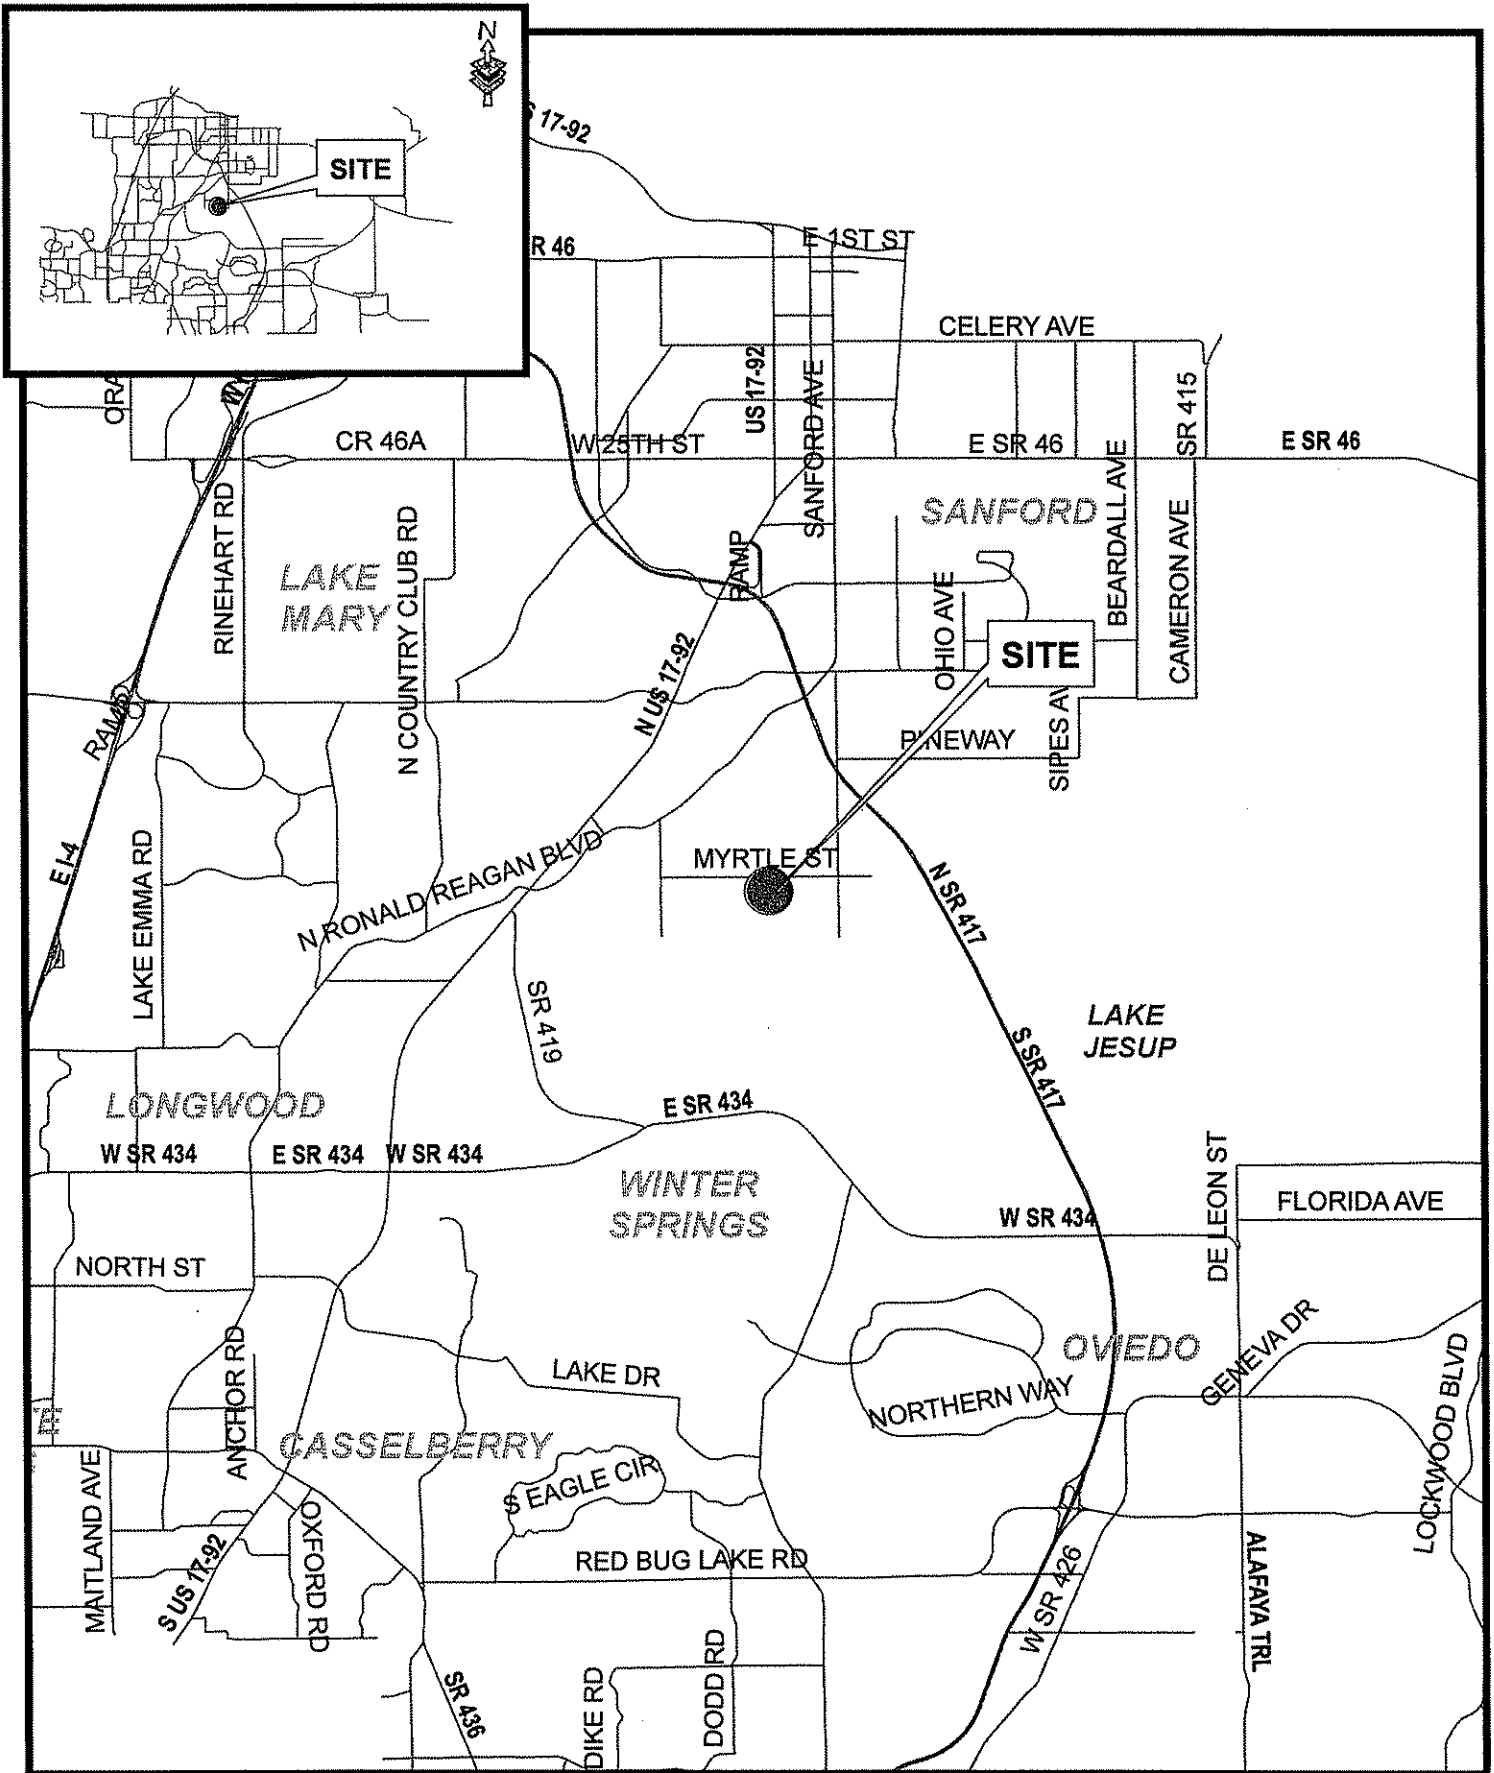 N
SITE
S 17-92
R 46
E 1ST ST
CELERY AVE
ORA
US 17-92
SANFORD AVE
SR 415
CR 46A
W 25TH ST
E SR 46
E SR 46
BEARDALL AVE
RINEHART RD
N COUNTRY CLUB RD
SANFORD
CAMERON AVE
LAKE
MARY
RAMP
OHIO AVE
SITE
N US 17-92
RAMP
PINEWAY
SIPES AV
E I-4
LAKE EMMA RD
N RONALD REAGAN BLVD
MYRTLE ST
N SR 417
SR 419
LAKE
JESUP
S SR 417
LONGWOOD
E SR 434
W SR 434
E SR 434
W SR 434
WINTER
SPRINGS
DE LEON ST
FLORIDA AVE
W SR 434
NORTH ST
ANCHOR RD
LAKE DR
OVIEDO
GENEVA DR
NORTHERN WAY
LOCKWOOD BLVD
TE
CASSELBERRY
S EAGLE CIR
MAITLAND AVE
OXFORD RD
S US 17-92
RED BUG LAKE RD
W SR 426
ALAFAYA TRL
SR 436
DIKE RD
DODD RD